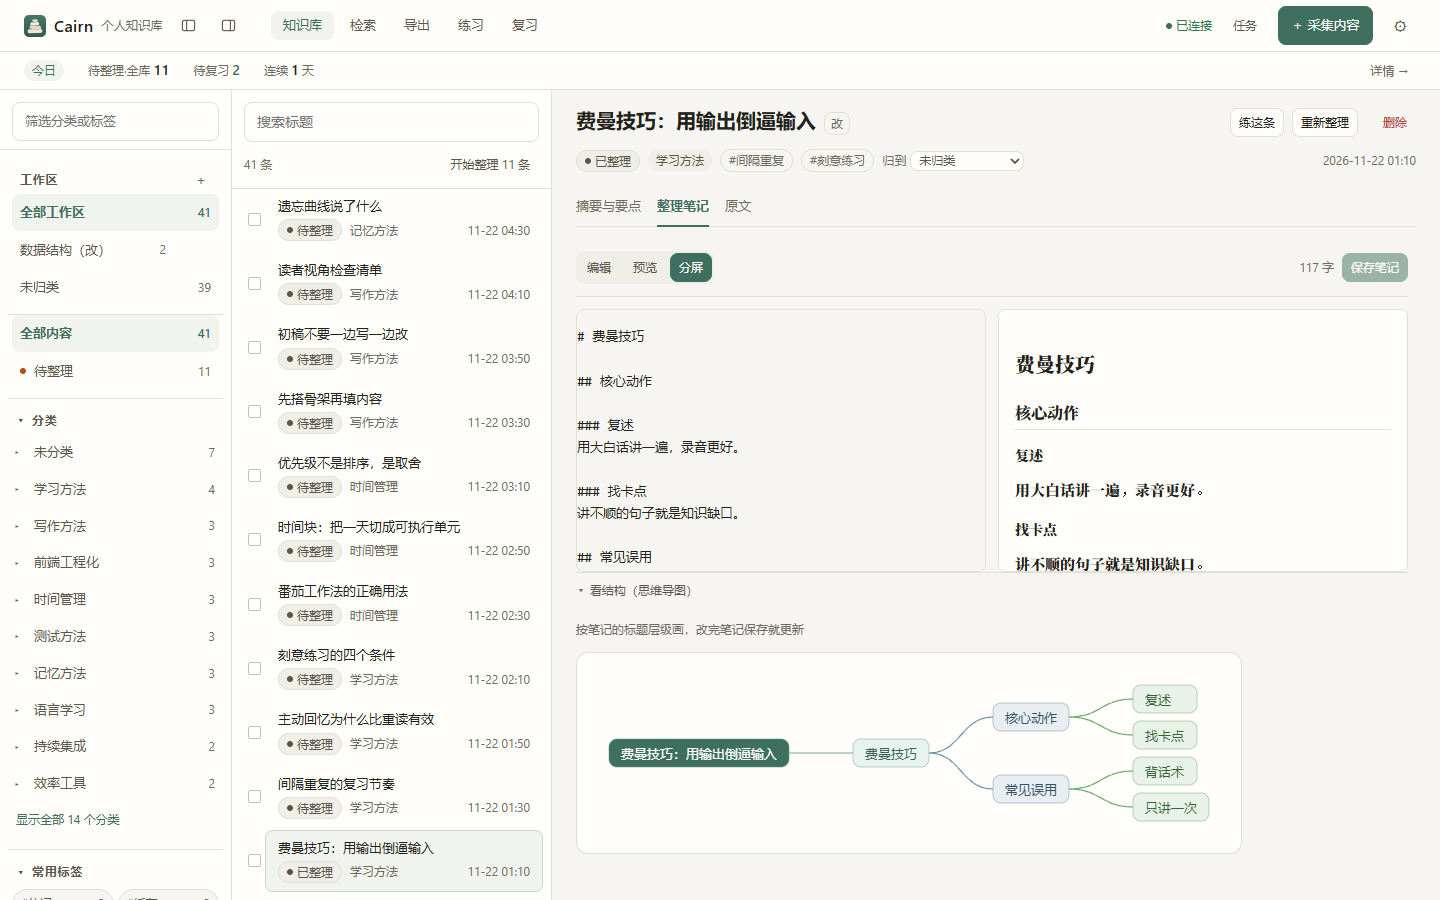 Cairn 个人知识库 知识库 检索 导出 练习 复习 已连接 任务 + 采集内容
今日 待整理·全库 11 待复习 2 连续 1 天 详情 →
筛选分类或标签
工作区 +
全部工作区 41
数据结构（改） 2
未归类 39
全部内容 41
待整理 11
分类
未分类 7
学习方法 4
写作方法 3
前端工程化 3
时间管理 3
测试方法 3
记忆方法 3
语言学习 3
持续集成 2
效率工具 2
显示全部 14 个分类
常用标签
搜索标题
41 条 开始整理 11 条
遗忘曲线说了什么
待整理 记忆方法 11-22 04:30
读者视角检查清单
待整理 写作方法 11-22 04:10
初稿不要一边写一边改
待整理 写作方法 11-22 03:50
先搭骨架再填内容
待整理 写作方法 11-22 03:30
优先级不是排序，是取舍
待整理 时间管理 11-22 03:10
时间块：把一天切成可执行单元
待整理 时间管理 11-22 02:50
番茄工作法的正确用法
待整理 时间管理 11-22 02:30
刻意练习的四个条件
待整理 学习方法 11-22 02:10
主动回忆为什么比重读有效
待整理 学习方法 11-22 01:50
间隔重复的复习节奏
待整理 学习方法 11-22 01:30
费曼技巧：用输出倒逼输入
已整理 学习方法 11-22 01:10
费曼技巧：用输出倒逼输入 改 练这条 重新整理 删除
已整理 学习方法 #间隔重复 #刻意练习 归到 未归类 2026-11-22 01:10
摘要与要点 整理笔记 原文
编辑 预览 分屏 117 字 保存笔记
# 费曼技巧
## 核心动作
### 复述
用大白话讲一遍，录音更好。
### 找卡点
讲不顺的句子就是知识缺口。
## 常见误用
费曼技巧
核心动作
复述
用大白话讲一遍，录音更好。
找卡点
讲不顺的句子就是知识缺口。
看结构（思维导图）
按笔记的标题层级画，改完笔记保存就更新
费曼技巧：用输出倒逼输入
费曼技巧
核心动作
复述
找卡点
常见误用
背话术
只讲一次